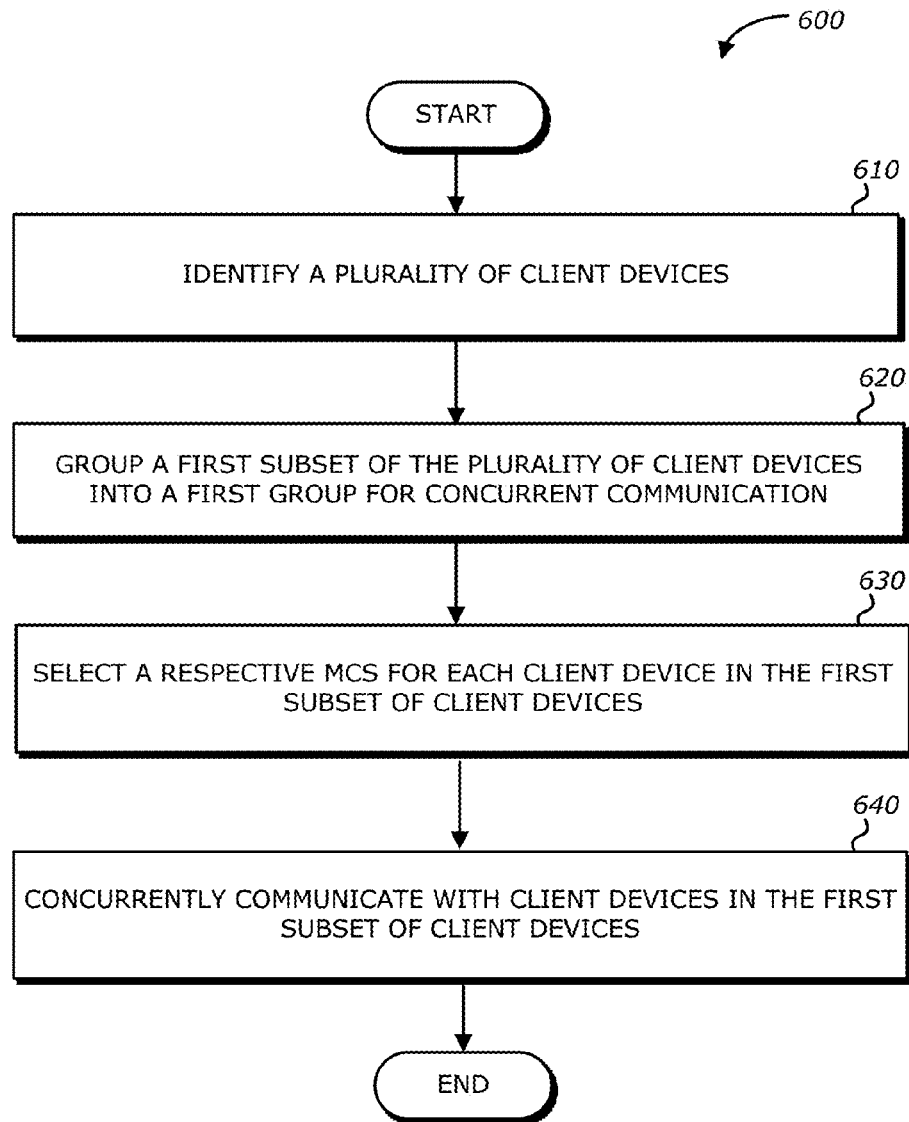 600
START
610
IDENTIFY A PLURALITY OF CLIENT DEVICES
620
GROUP A FIRST SUBSET OF THE PLURALITY OF CLIENT DEVICES
INTO A FIRST GROUP FOR CONCURRENT COMMUNICATION
630
SELECT A RESPECTIVE MCS FOR EACH CLIENT DEVICE IN THE FIRST
SUBSET OF CLIENT DEVICES
640
CONCURRENTLY COMMUNICATE WITH CLIENT DEVICES IN THE FIRST
SUBSET OF CLIENT DEVICES
END